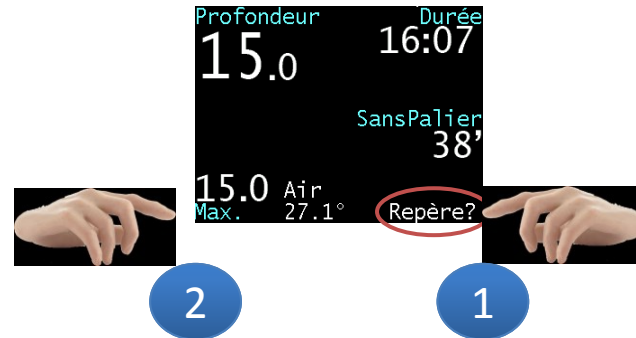 Profondeur Durée
15.0 16:07
SansPalier
38'
15.0 Air
Max. 27.1° Repère?
2 1